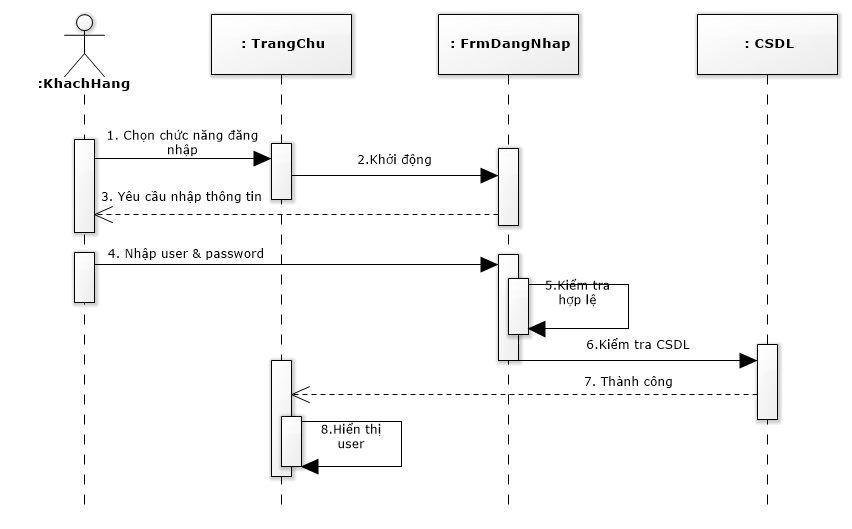 : TrangChu
: FrmDangNhap
: CSDL
:KhachHang
1. Chọn chức năng đăng
nhập
2.Khởi động
3. Yêu cầu nhập thông tin
4. Nhập user & password
5.Kiểm tra
hợp lệ
6.Kiểm tra CSDL
7. Thành công
8.Hiển thị
user